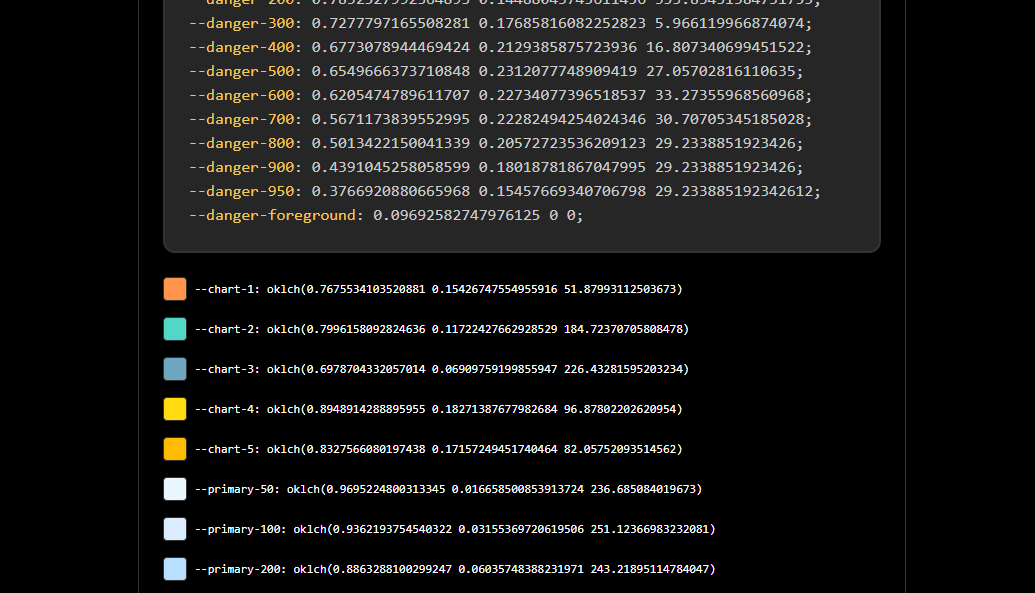 --danger-300: 0.7277797165508281 0.17685816082252823 5.966119966874074;
--danger-400: 0.6773078944469424 0.2129385875723936 16.807340699451522;
--danger-500: 0.6549666373710848 0.2312077748909419 27.05702816110635;
--danger-600: 0.6205474789611707 0.22734077396518537 33.27355968560968;
--danger-700: 0.5671173839552995 0.22282494254024346 30.70705345185028;
--danger-800: 0.5013422150041339 0.20572723536209123 29.2338851923426;
--danger-900: 0.4391045258058599 0.18018781867047995 29.2338851923426;
--danger-950: 0.3766920880665968 0.15457669340706798 29.233885192342612;
--danger-foreground: 0.09692582747976125 0 0;
--chart-1: oklch(0.7675534103520881 0.15426747554955916 51.87993112503673)
--chart-2: oklch(0.7996158092824636 0.11722427662928529 184.72370705808478)
--chart-3: oklch(0.6978704332057014 0.06909759199855947 226.43281595203234)
--chart-4: oklch(0.8948914288895955 0.18271387677982684 96.87802202620954)
--chart-5: oklch(0.8327566080197438 0.17157249451740464 82.05752093514562)
--primary-50: oklch(0.9695224800313345 0.016658500853913724 236.685084019673)
--primary-100: oklch(0.9362193754540322 0.03155369720619506 251.12366983232081)
--primary-200: oklch(0.8863288100299247 0.06035748388231971 243.21895114784047)